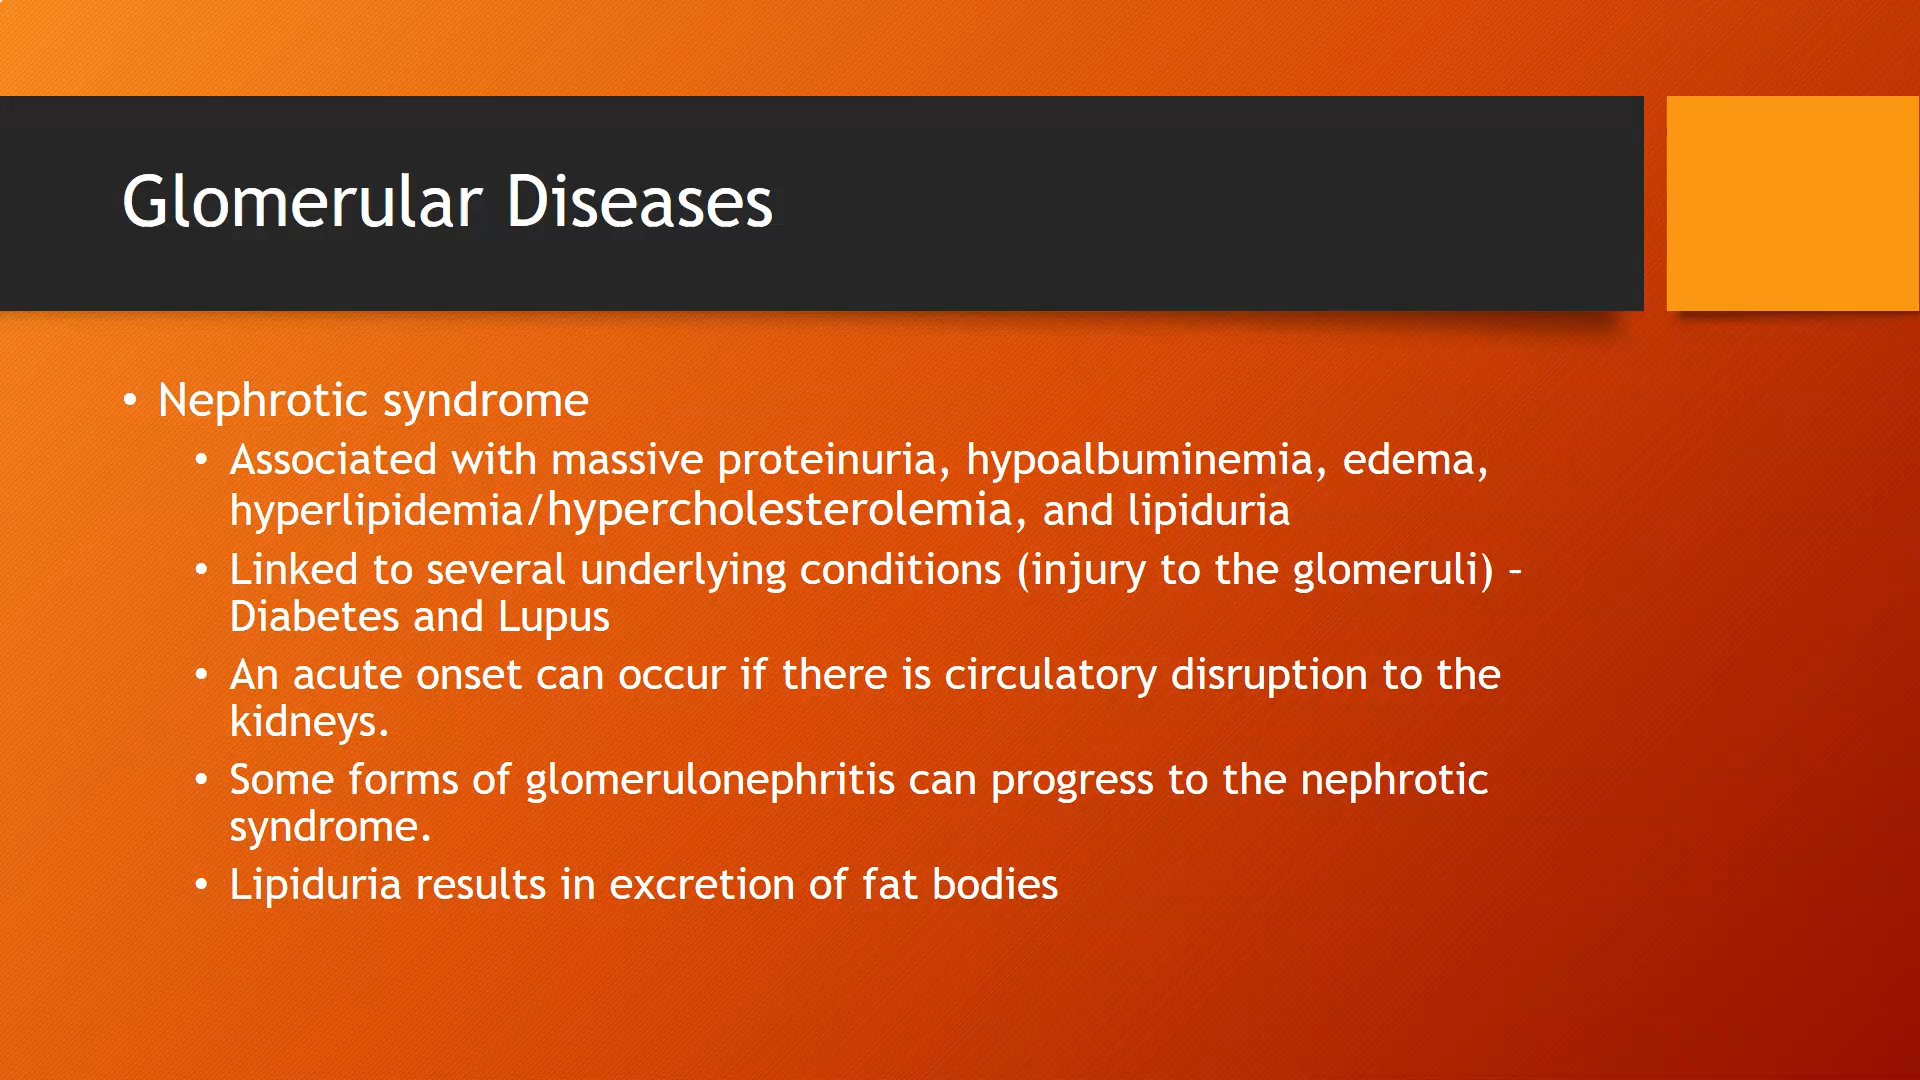 Glomerular Diseases
• Nephrotic syndrome
• Associated with massive proteinuria, hypoalbuminemia, edema,
hyperlipidemia/hypercholesterolemia, and lipiduria
• Linked to several underlying conditions (injury to the glomeruli) –
Diabetes and Lupus
• An acute onset can occur if there is circulatory disruption to the
kidneys.
• Some forms of glomerulonephritis can progress to the nephrotic
syndrome.
• Lipiduria results in excretion of fat bodies